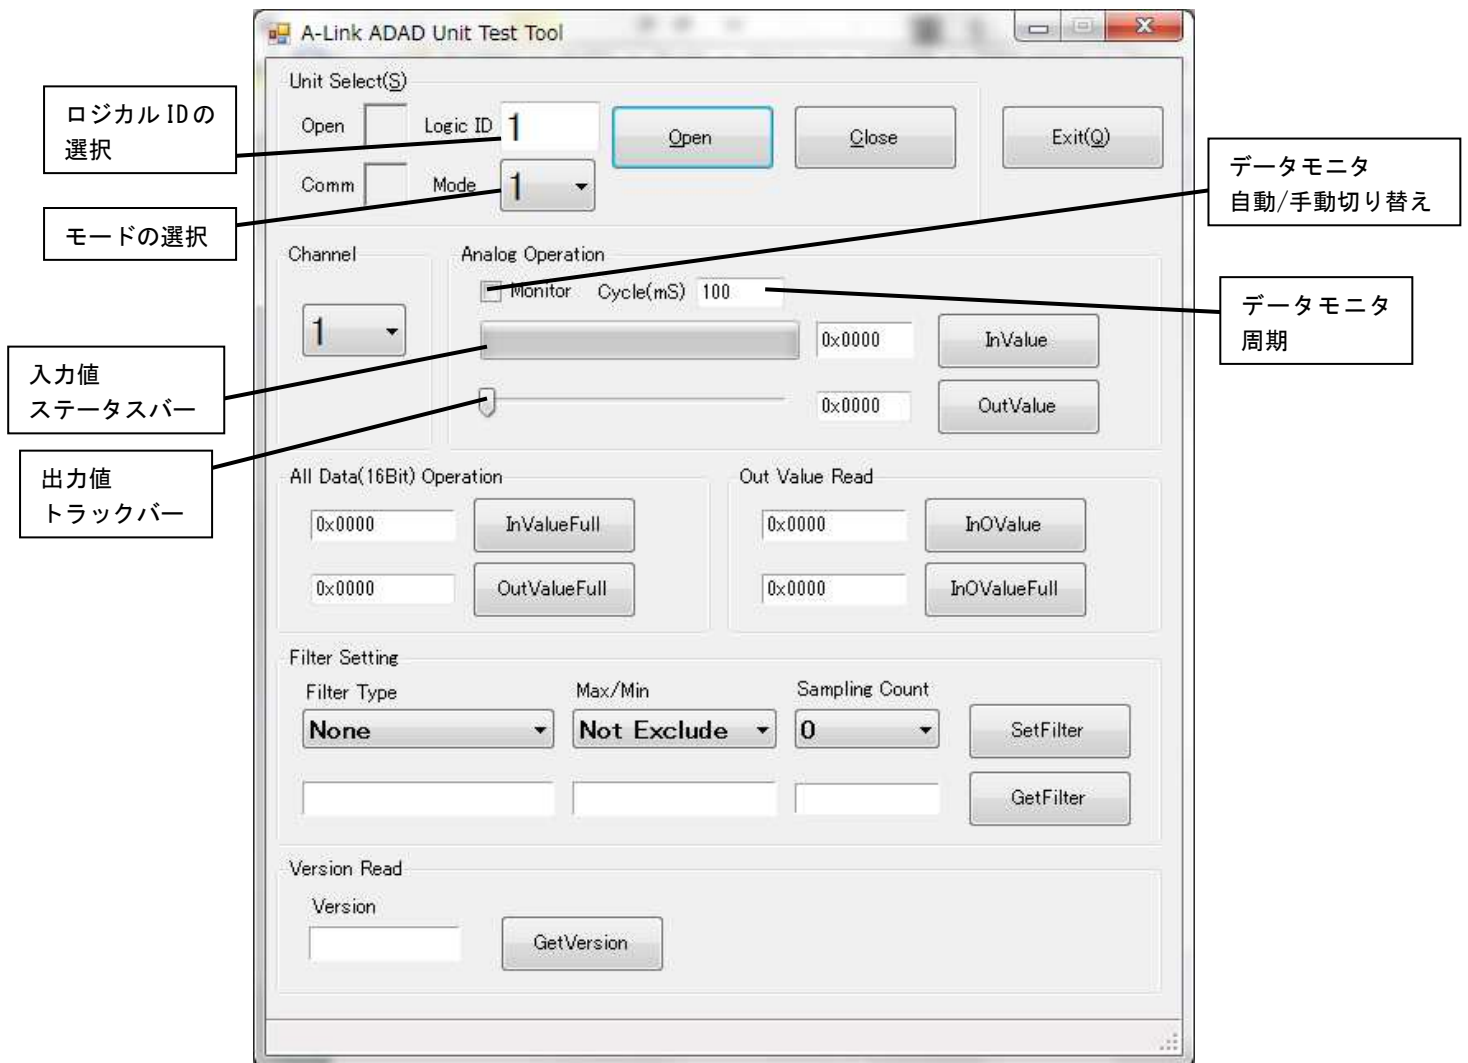 A-Link ADAD Unit Test Tool
Unit Select(S)
Open
Logic ID
1
Open
Close
Exit(Q)
Comm
Mode
1
ロジカル IDの
選択
モードの選択
データモニタ
自動/手動切り替え
Channel
1
Analog Operation
Monitor
Cycle(mS)
100
データモニタ
周期
0x0000
InValue
入力値
ステータスバー
0x0000
OutValue
出力値
トラックバー
All Data(16Bit) Operation
0x0000
InValueFull
0x0000
OutValueFull
Out Value Read
0x0000
InOValue
0x0000
InOValueFull
Filter Setting
Filter Type
Max/Min
Sampling Count
None
Not Exclude
0
SetFilter
GetFilter
Version Read
Version
GetVersion